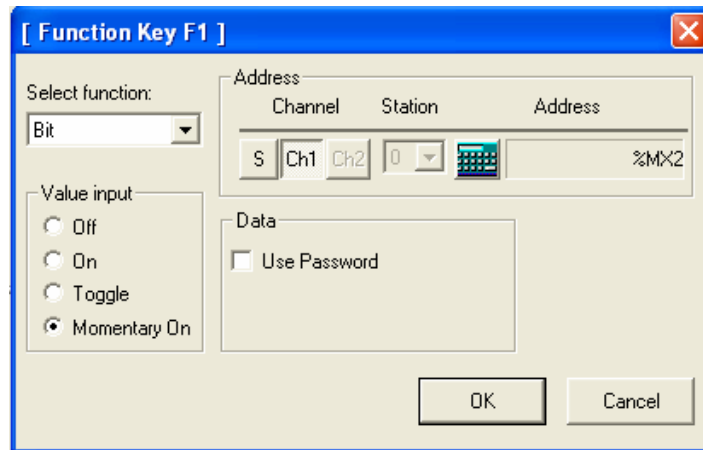 [ Function Key F1 ]
Select function:
Bit
Value input
Off
On
Toggle
Momentary On
Address
Channel Station Address
S Ch1 Ch2 0 %MX2
Data
Use Password
OK Cancel